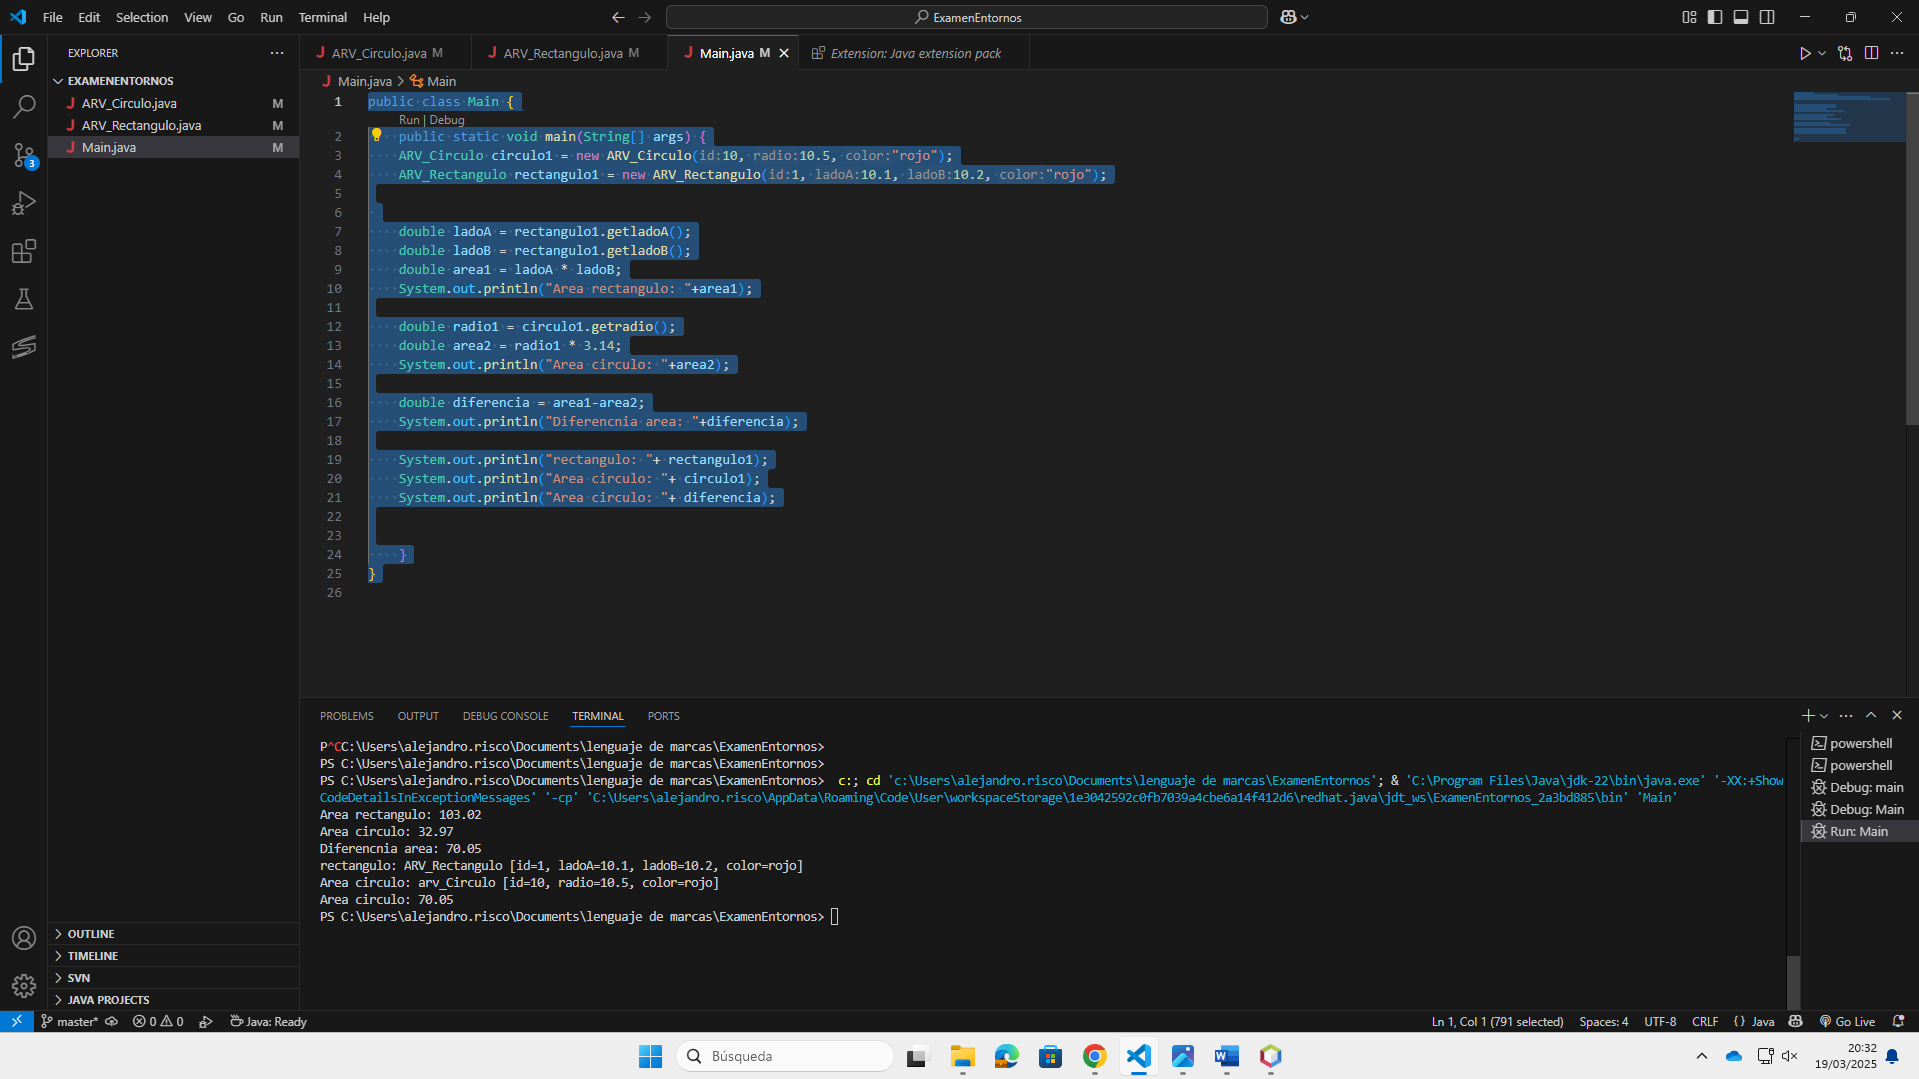 File Edit Selection View Go Run Terminal Help
ExamenEntornos
EXPLORER
EXAMENENTORNOS
ARV_Circulo.java M
ARV_Rectangulo.java M
Main.java M
3
OUTLINE
TIMELINE
SVN
JAVA PROJECTS
ARV_Circulo.java M ARV_Rectangulo.java M Main.java M Extension: Java extension pack
Main.java > Main
1 public class Main {
Run | Debug
2 public static void main(String[] args) {
3 ARV_Circulo circulo1 = new ARV_Circulo(id:10, radio:10.5, color:"rojo");
4 ARV_Rectangulo rectangulo1 = new ARV_Rectangulo(id:1, ladoA:10.1, ladoB:10.2, color:"rojo");
5
6
7 double ladoA = rectangulo1.getladoA();
8 double ladoB = rectangulo1.getladoB();
9 double area1 = ladoA * ladoB;
10 System.out.println("Area rectangulo: "+area1);
11
12 double radio1 = circulo1.getradio();
13 double area2 = radio1 * 3.14;
14 System.out.println("Area circulo: "+area2);
15
16 double diferencia = area1-area2;
17 System.out.println("Diferencnia area: "+diferencia);
18
19 System.out.println("rectangulo: "+ rectangulo1);
20 System.out.println("Area circulo: "+ circulo1);
21 System.out.println("Area circulo: "+ diferencia);
22
23
24 }
25 }
26
PROBLEMS OUTPUT DEBUG CONSOLE TERMINAL PORTS
P^CC:\Users\alejandro.risco\Documents\lenguaje de marcas\ExamenEntornos>
PS C:\Users\alejandro.risco\Documents\lenguaje de marcas\ExamenEntornos>
PS C:\Users\alejandro.risco\Documents\lenguaje de marcas\ExamenEntornos> c:; cd 'c:\Users\alejandro.risco\Documents\lenguaje de marcas\ExamenEntornos'; & 'C:\Program Files\Java\jdk-22\bin\java.exe' '-XX:+Show
CodeDetailsInExceptionMessages' '-cp' 'C:\Users\alejandro.risco\AppData\Roaming\Code\User\workspaceStorage\1e3042592c0fb7039a4cbe6a14f412d6\redhat.java\jdt_ws\ExamenEntornos_2a3bd885\bin' 'Main'
Area rectangulo: 103.02
Area circulo: 32.97
Diferencnia area: 70.05
rectangulo: ARV_Rectangulo [id=1, ladoA=10.1, ladoB=10.2, color=rojo]
Area circulo: arv_Circulo [id=10, radio=10.5, color=rojo]
Area circulo: 70.05
PS C:\Users\alejandro.risco\Documents\lenguaje de marcas\ExamenEntornos>
powershell
powershell
Debug: main
Debug: Main
Run: Main
master* 0 0 Java: Ready
Ln 1, Col 1 (791 selected) Spaces: 4 UTF-8 CRLF {} Java Go Live
Búsqueda
20:32
19/03/2025